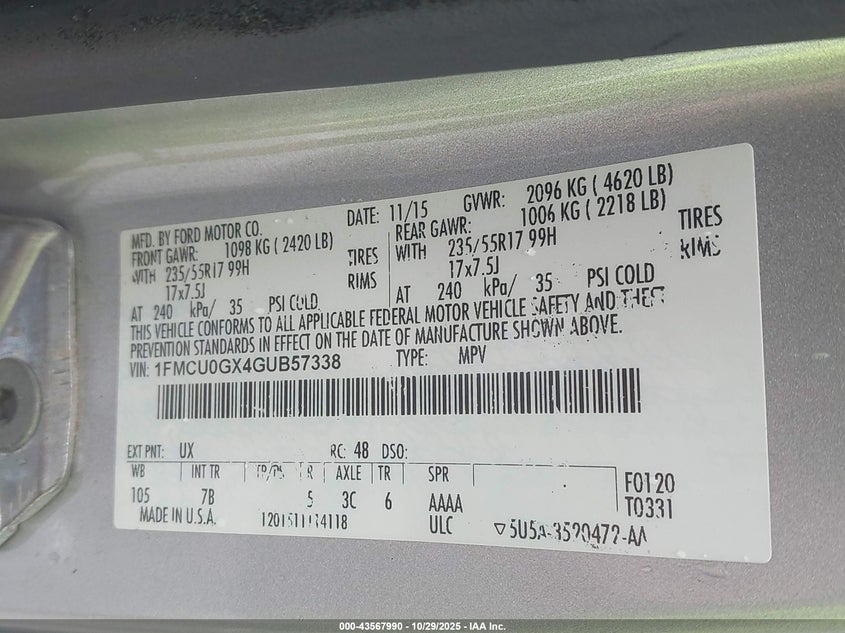 MFD. BY FORD MOTOR CO. DATE: 11/15 GVWR: 2096 KG ( 4620 LB)
FRONT GAWR: 1098 KG ( 2420 LB) REAR GAWR: 1006 KG ( 2218 LB)
WITH 235/55R17 99H TIRES WITH 235/55R17 99H TIRES
17x7.5J RIMS 17x7.5J RIMS
AT 240 kPa/ 35 PSI COLD AT 240 kPa/ 35 PSI COLD
THIS VEHICLE CONFORMS TO ALL APPLICABLE FEDERAL MOTOR VEHICLE SAFETY AND THEFT
PREVENTION STANDARDS IN EFFECT ON THE DATE OF MANUFACTURE SHOWN ABOVE.
VIN: 1FMCU0GX4GUB57338 TYPE: MPV
EXT PNT: UX RC: 48 DSO:
WB INT TR TP/PS R AXLE TR SPR F0120
105 7B 5 3C 6 AAAA T0331
MADE IN U.S.A. ULC
000-43567990 - 10/29/2025 - IAA Inc.